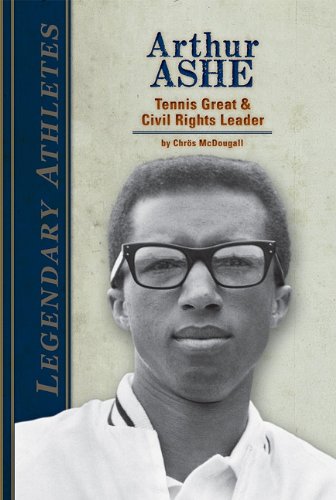 Arthur
ASHE
Tennis Great &
Civil Rights Leader
by Chrös McDougall
LEGENDARY ATHLETES